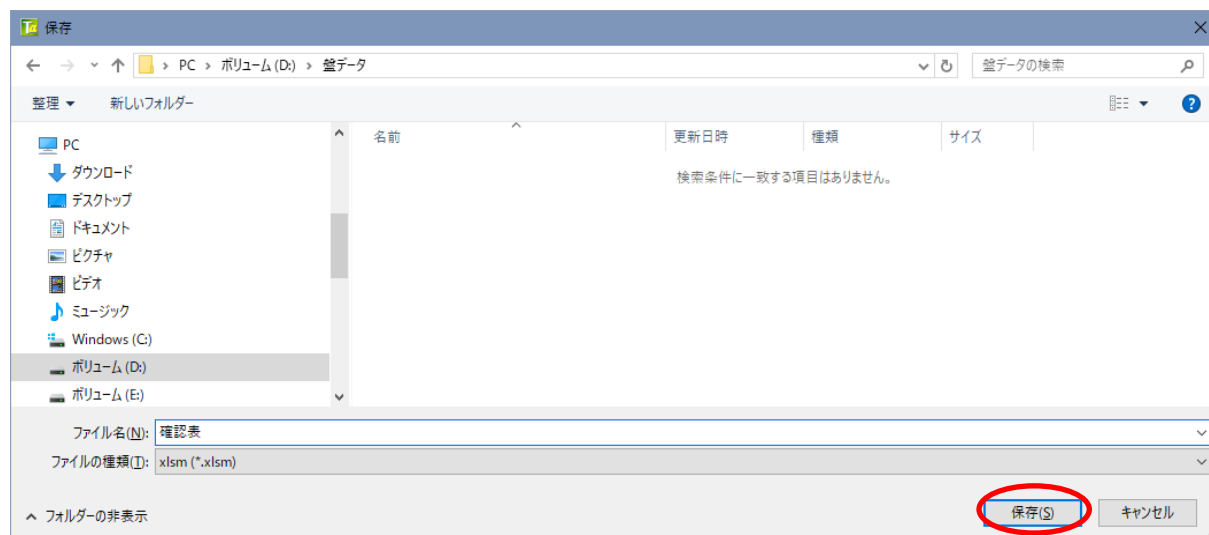 保存
PC › ボリューム (D:) › 盤データ
盤データの検索
整理
新しいフォルダー
名前
更新日時
種類
サイズ
検索条件に一致する項目はありません。
PC
ダウンロード
デスクトップ
ドキュメント
ピクチャ
ビデオ
ミュージック
Windows (C:)
ボリューム (D:)
ボリューム (E:)
ファイル名(N): 確認表
ファイルの種類(T): xlsm (*.xlsm)
フォルダーの非表示
保存(S)
キャンセル